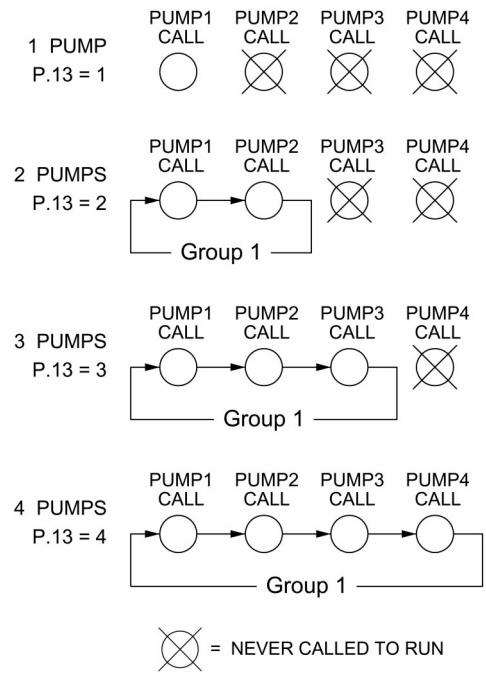 PUMP1 PUMP2 PUMP3 PUMP4
1 PUMP CALL CALL CALL CALL
P.13 = 1
PUMP1 PUMP2 PUMP3 PUMP4
2 PUMPS CALL CALL CALL CALL
P.13 = 2
Group 1
PUMP1 PUMP2 PUMP3 PUMP4
3 PUMPS CALL CALL CALL CALL
P.13 = 3
Group 1
PUMP1 PUMP2 PUMP3 PUMP4
4 PUMPS CALL CALL CALL CALL
P.13 = 4
Group 1
= NEVER CALLED TO RUN